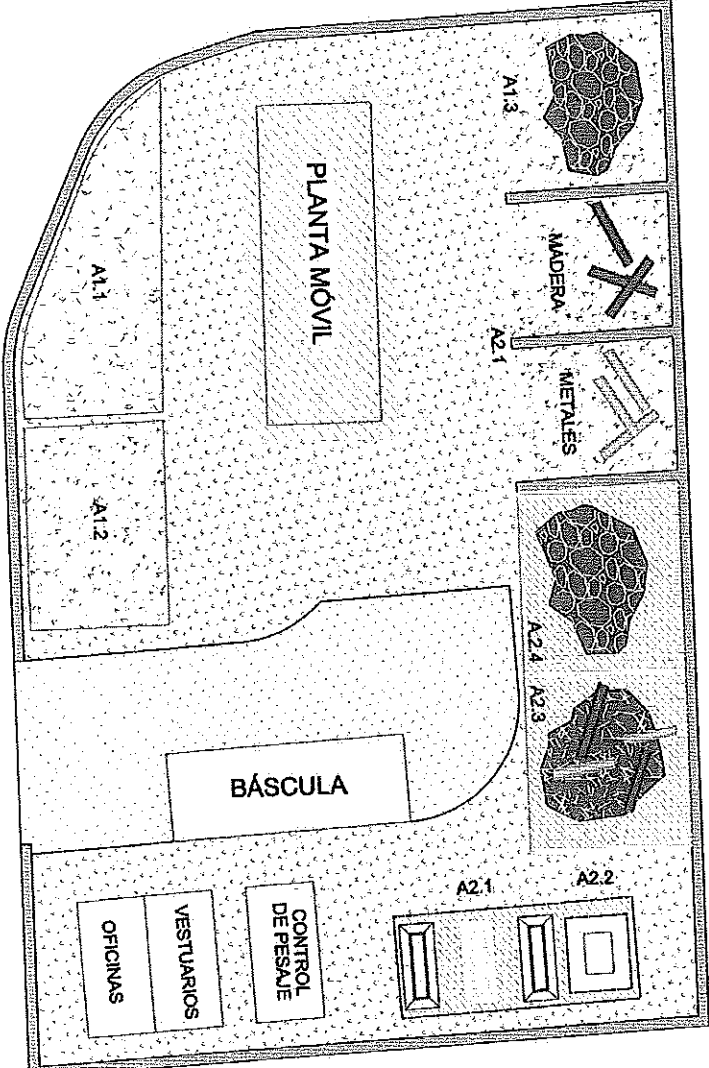 A1.3
MADERA
A2.1
METALES
PLANTA MÓVIL
A1.1
A1.2
A.2.4
A2.3
BÁSCULA
A2.1
A2.2
CONTROL
DE PESAJE
VESTUARIOS
OFICINAS